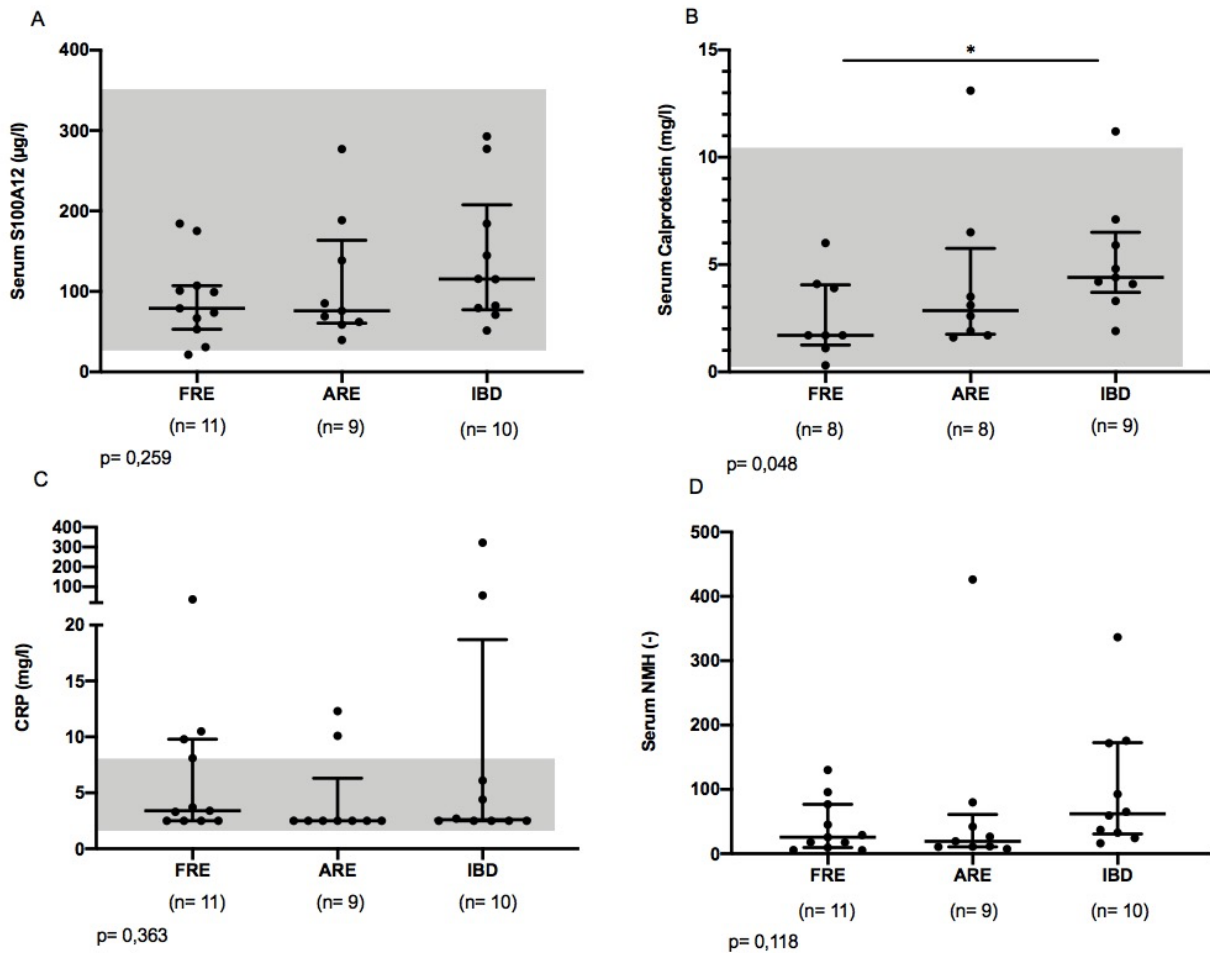 A
400
300
200
100
0
Serum S100A12 (µg/l)
FRE ARE IBD
(n= 11) (n= 9) (n= 10)
p= 0,259
B
*
15
10
5
0
Serum Calprotectin (mg/l)
FRE ARE IBD
(n= 8) (n= 8) (n= 9)
p= 0,048
C
400
300
200
100
20
15
10
5
0
CRP (mg/l)
FRE ARE IBD
(n= 11) (n= 9) (n= 10)
p= 0,363
D
500
400
300
200
100
0
Serum NMH (-)
FRE ARE IBD
(n= 11) (n= 9) (n= 10)
p= 0,118